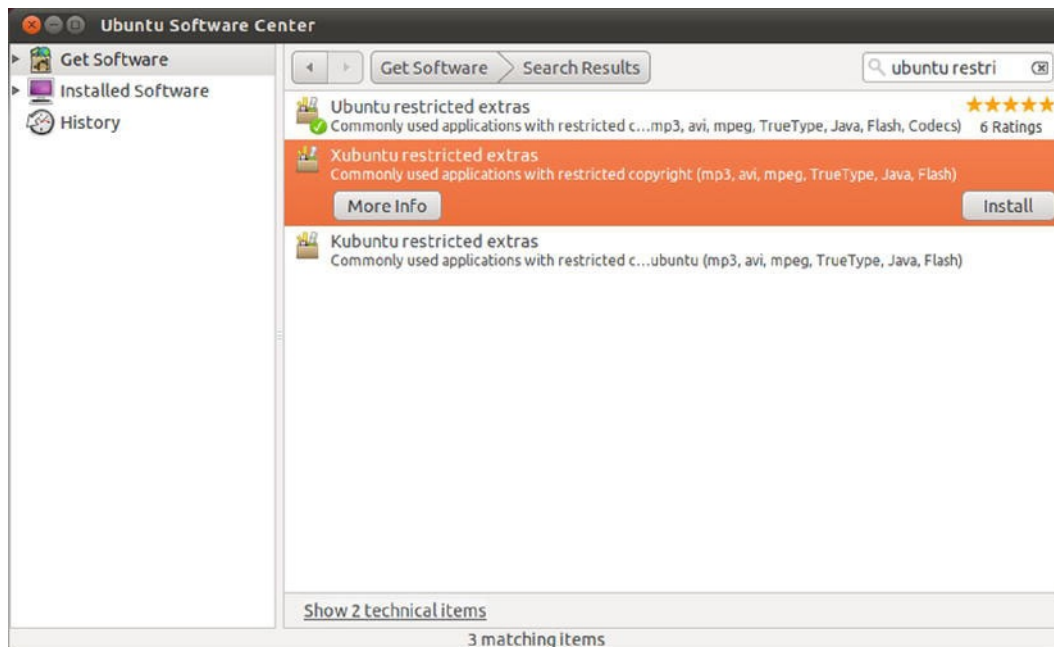 Ubuntu Software Center
Get Software
Installed Software
History
Get Software
Search Results
ubuntu restri
Ubuntu restricted extras
Commonly used applications with restricted c...mp3, avi, mpeg, TrueType, Java, Flash, Codecs)
6 Ratings
Xubuntu restricted extras
Commonly used applications with restricted copyright (mp3, avi, mpeg, TrueType, Java, Flash)
More Info
Install
Kubuntu restricted extras
Commonly used applications with restricted c...ubuntu (mp3, avi, mpeg, TrueType, Java, Flash)
Show 2 technical items
3 matching items